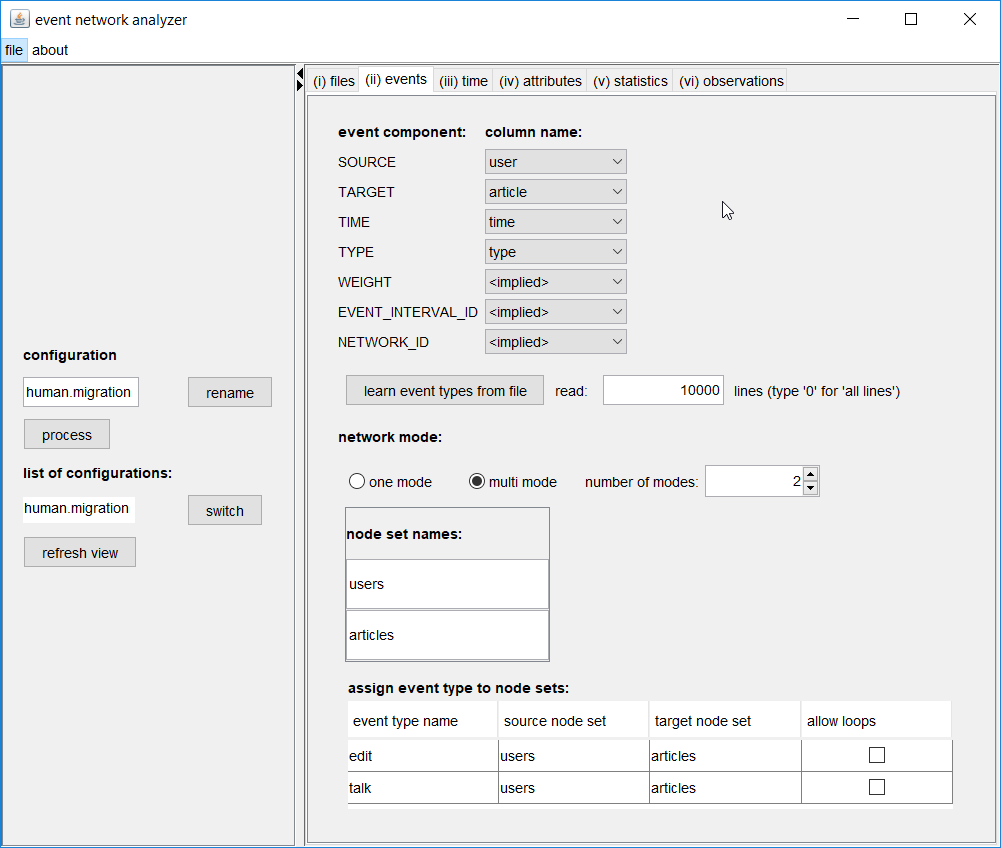 event network analyzer
file about
(i) files (ii) events (iii) time (iv) attributes (v) statistics (vi) observations
configuration
human.migration rename
process
list of configurations:
human.migration switch
refresh view
event component: column name:
SOURCE user
TARGET article
TIME time
TYPE type
WEIGHT <implied>
EVENT_INTERVAL_ID <implied>
NETWORK_ID <implied>
learn event types from file read: 10000 lines (type '0' for 'all lines')
network mode:
one mode multi mode number of modes: 2
node set names:
users
articles
assign event type to node sets:
event type name source node set target node set allow loops
edit users articles
talk users articles